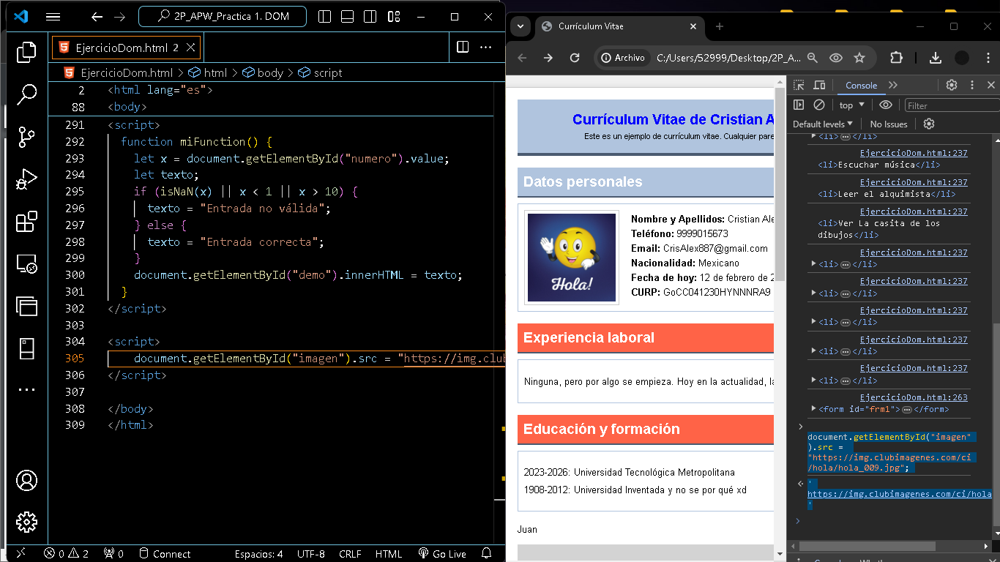 2P_APW_Practica 1. DOM
EjercicioDom.html 2
EjercicioDom.html > html > body > script
2 <html lang="es">
88 <body>
291 <script>
292 function miFunction() {
293 let x = document.getElementById("numero").value;
294 let texto;
295 if (isNaN(x) || x < 1 || x > 10) {
296 texto = "Entrada no válida";
297 } else {
298 texto = "Entrada correcta";
299 }
300 document.getElementById("demo").innerHTML = texto;
301 }
302 </script>
303
304 <script>
305 document.getElementById("imagen").src = "https://img.club
306 </script>
307
308 </body>
309 </html>
0 2 0 Connect Espacios: 4 UTF-8 CRLF HTML Go Live
Currículum Vitae
Archivo C:/Users/52999/Desktop/2P_A...
Currículum Vitae de Cristian A
Este es un ejemplo de currículum vitae. Cualquier pare
Datos personales
Hola!
Nombre y Apellidos: Cristian Ale
Teléfono: 9999015673
Email: CrisAlex887@gmail.com
Nacionalidad: Mexicano
Fecha de hoy: 12 de febrero de 2
CURP: GoCC041230HYNNNRA9
Experiencia laboral
Ninguna, pero por algo se empieza. Hoy en la actualidad, la
Educación y formación
2023-2026: Universidad Tecnológica Metropolitana
1908-2012: Universidad Inventada y no se por qué xd
Juan
Console
top Filter
Default levels No Issues
<li>…</li>
EjercicioDom.html:237
<li>Escuchar música</li>
EjercicioDom.html:237
<li>Leer el alquimista</li>
EjercicioDom.html:237
<li>Ver La casita de los
dibujos</li>
EjercicioDom.html:237
<li>…</li>
EjercicioDom.html:237
<li>…</li>
EjercicioDom.html:237
<li>…</li>
EjercicioDom.html:237
<li>…</li>
EjercicioDom.html:237
<li>…</li>
EjercicioDom.html:263
<form id="frm1">…</form>
document.getElementById("imagen"
).src =
"https://img.clubimagenes.com/ci
/hola/hola_009.jpg";
'
https://img.clubimagenes.com/ci/hola
'